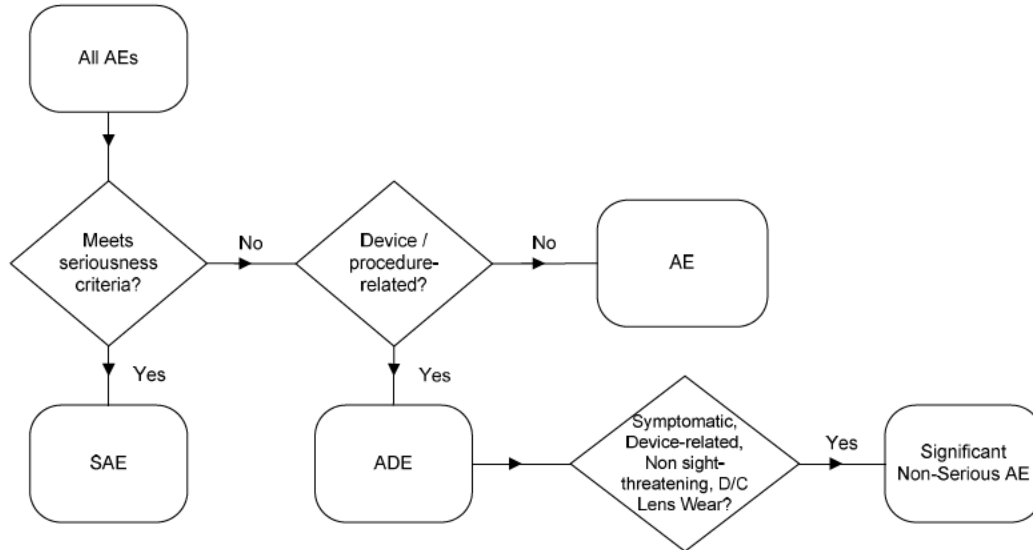 All AEs
Meets
seriousness
criteria?
No
Device /
procedure-
related?
No
AE
Yes
Yes
SAE
ADE
Symptomatic,
Device-related,
Non sight-
threatening, D/C
Lens Wear?
Yes
Significant
Non-Serious AE